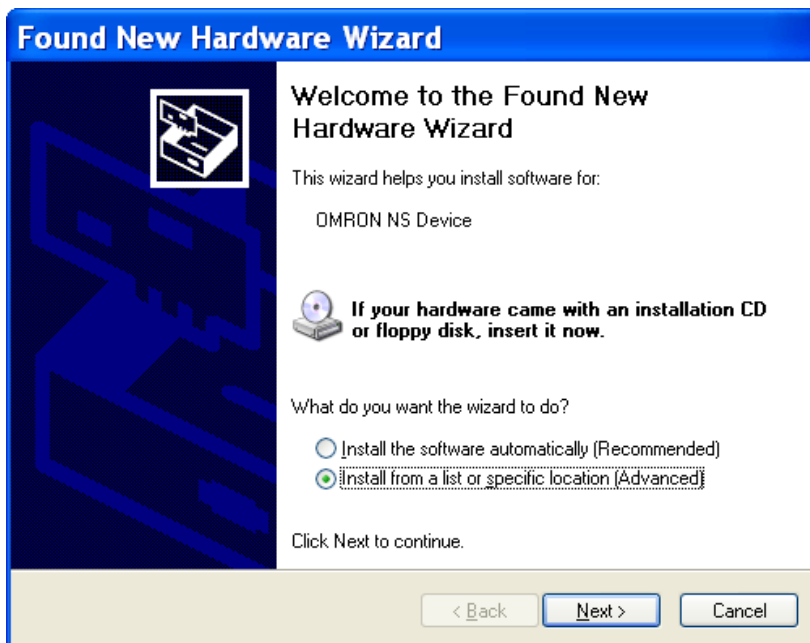 Found New Hardware Wizard
Welcome to the Found New
Hardware Wizard
This wizard helps you install software for:
OMRON NS Device
If your hardware came with an installation CD
or floppy disk, insert it now.
What do you want the wizard to do?
Install the software automatically (Recommended)
Install from a list or specific location (Advanced)
Click Next to continue.
< Back Next > Cancel